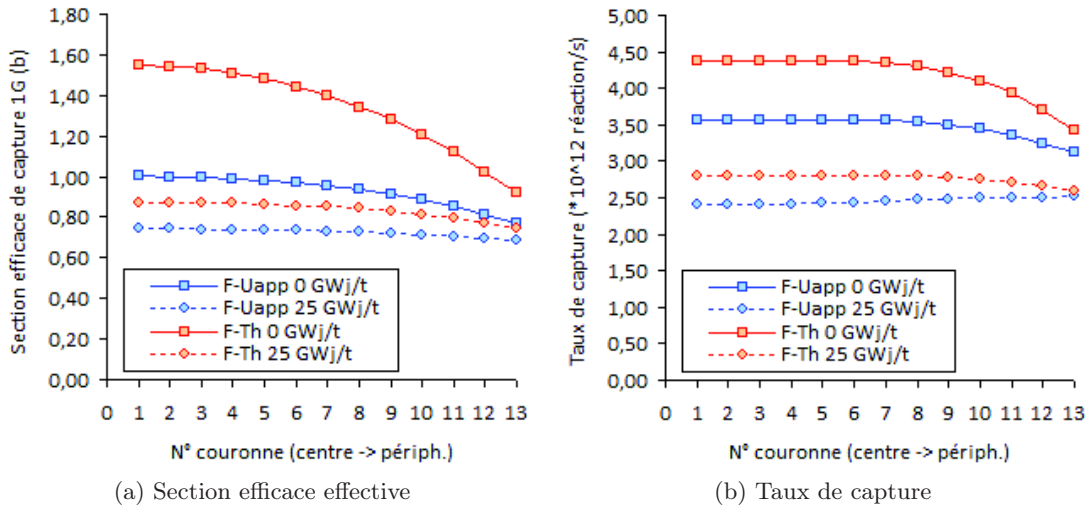 Section efficace de capture 1G (b)
1,80
1,60
1,40
1,20
1,00
0,80
0,60
0,40
0,20
0,00
F-Uapp 0 GWj/t
F-Uapp 25 GWj/t
F-Th 0 GWj/t
F-Th 25 GWj/t
0 1 2 3 4 5 6 7 8 9 10 11 12 13
N° couronne (centre -> périph.)
(a) Section efficace effective
Taux de capture (*10^12 réaction/s)
5,00
4,50
4,00
3,50
3,00
2,50
2,00
1,50
1,00
0,50
0,00
F-Uapp 0 GWj/t
F-Uapp 25 GWj/t
F-Th 0 GWj/t
F-Th 25 GWj/t
0 1 2 3 4 5 6 7 8 9 10 11 12 13
N° couronne (centre -> périph.)
(b) Taux de capture